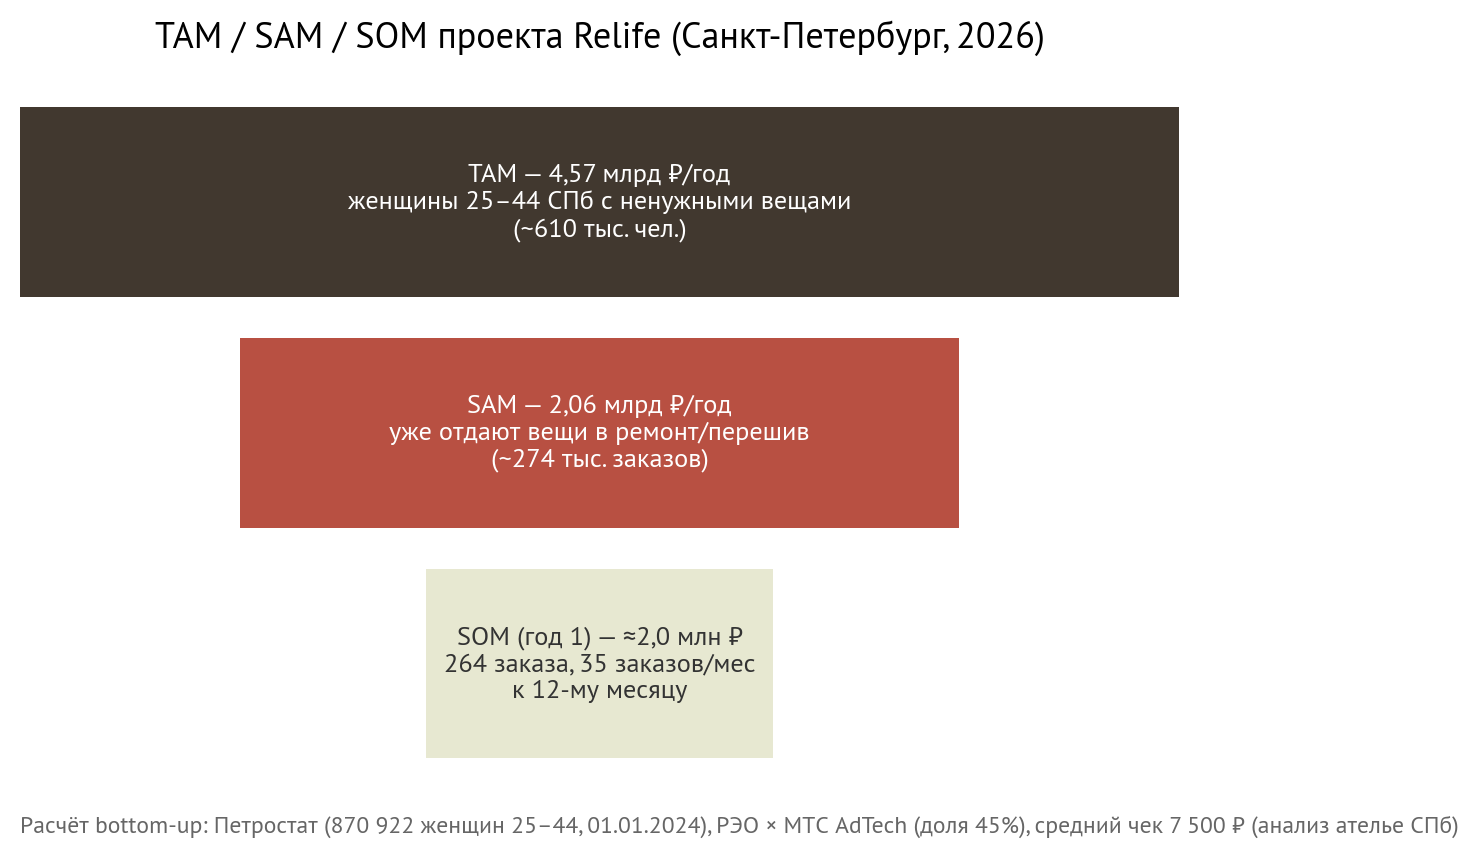 TAM / SAM / SOM проекта Relife (Санкт-Петербург, 2026)
TAM — 4,57 млрд ₽/год
женщины 25–44 СПб с ненужными вещами
(~610 тыс. чел.)
SAM — 2,06 млрд ₽/год
уже отдают вещи в ремонт/перешив
(~274 тыс. заказов)
SOM (год 1) — ≈2,0 млн ₽
264 заказа, 35 заказов/мес
к 12-му месяцу
Расчёт bottom-up: Петростат (870 922 женщин 25–44, 01.01.2024), РЭО × МТС AdTech (доля 45%), средний чек 7 500 ₽ (анализ ателье СПб)